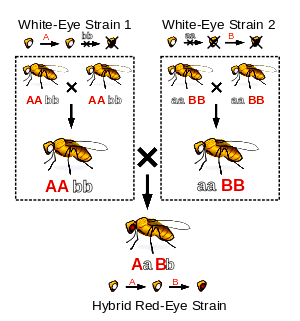 White-Eye Strain 1
White-Eye Strain 2
A bb
aa B
AA bb AA bb
aa BB aa BB
AA bb
aa BB
Aa Bb
A B
Hybrid Red-Eye Strain